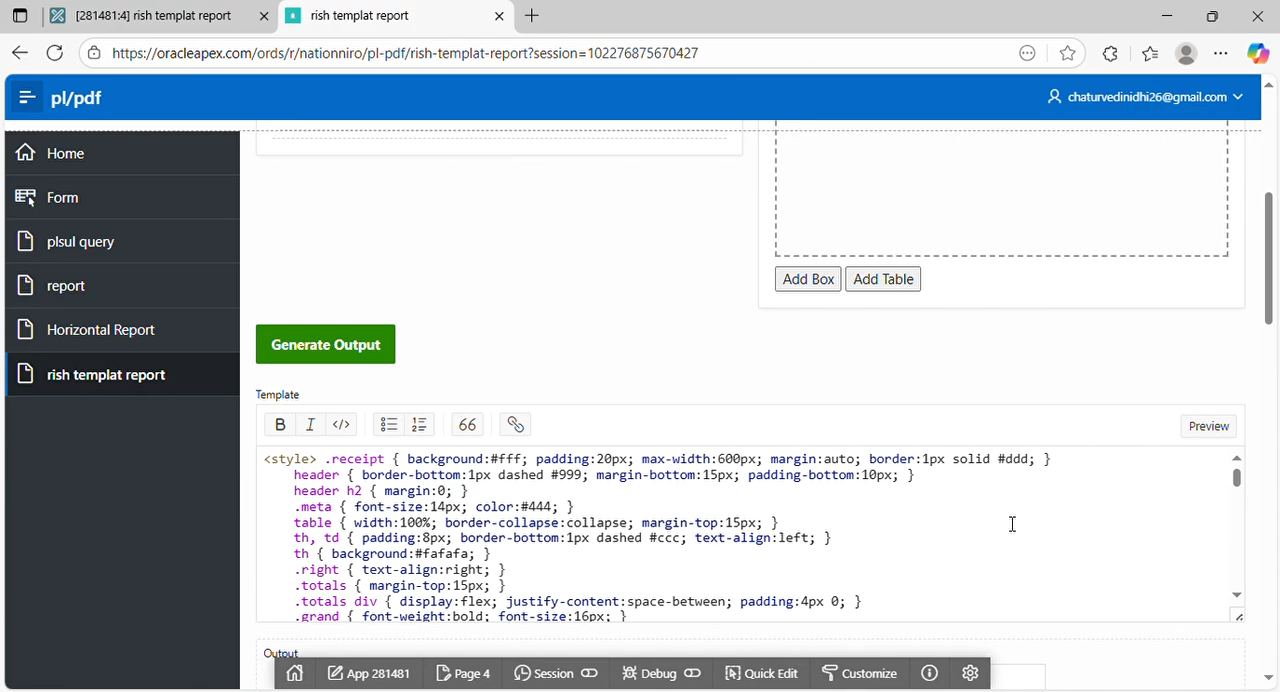 [281481:4] rish templat report
rish templat report
https://oracleapex.com/ords/r/nationniro/pl-pdf/rish-templat-report?session=102276875670427
pl/pdf
chaturvedinidhi26@gmail.com
Home
Form
plsul query
report
Horizontal Report
rish templat report
Add Box
Add Table
Generate Output
Template
B I </> 66
Preview
<style> .receipt { background:#fff; padding:20px; max-width:600px; margin:auto; border:1px solid #ddd; }
header { border-bottom:1px dashed #999; margin-bottom:15px; padding-bottom:10px; }
header h2 { margin:0; }
.meta { font-size:14px; color:#444; }
table { width:100%; border-collapse:collapse; margin-top:15px; }
th, td { padding:8px; border-bottom:1px dashed #ccc; text-align:left; }
th { background:#fafafa; }
.right { text-align:right; }
.totals { margin-top:15px; }
.totals div { display:flex; justify-content:space-between; padding:4px 0; }
.grand { font-weight:bold; font-size:16px; }
Output
App 281481
Page 4
Session
Debug
Quick Edit
Customize